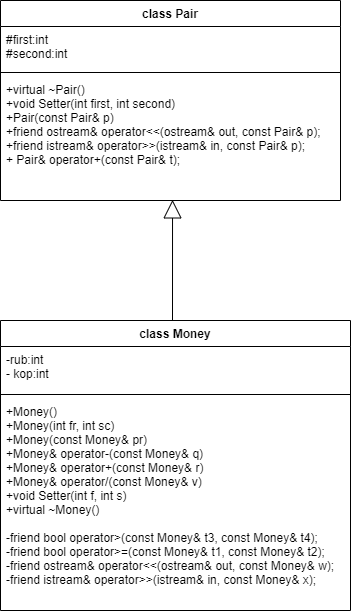 class Pair
#first:int
#second:int
+virtual ~Pair()
+void Setter(int first, int second)
+Pair(const Pair& p)
+friend ostream& operator<<(ostream& out, const Pair& p);
+friend istream& operator>>(istream& in, const Pair& p);
+ Pair& operator+(const Pair& t);
class Money
-rub:int
- kop:int
+Money()
+Money(int fr, int sc)
+Money(const Money& pr)
+Money& operator-(const Money& q)
+Money& operator+(const Money& r)
+Money& operator/(const Money& v)
+void Setter(int f, int s)
+virtual ~Money()
-friend bool operator>(const Money& t3, const Money& t4);
-friend bool operator>=(const Money& t1, const Money& t2);
-friend ostream& operator<<(ostream& out, const Money& w);
-friend istream& operator>>(istream& in, const Money& x);